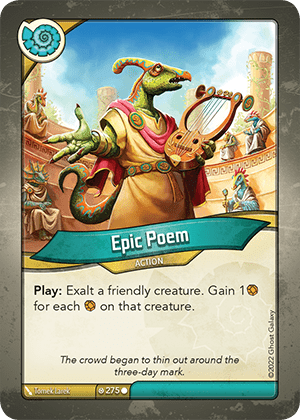 Epic Poem
ACTION
Play: Exalt a friendly creature. Gain 1
for each on that creature.
The crowd began to thin out around the
three-day mark.
275
©2022 Ghost Galaxy